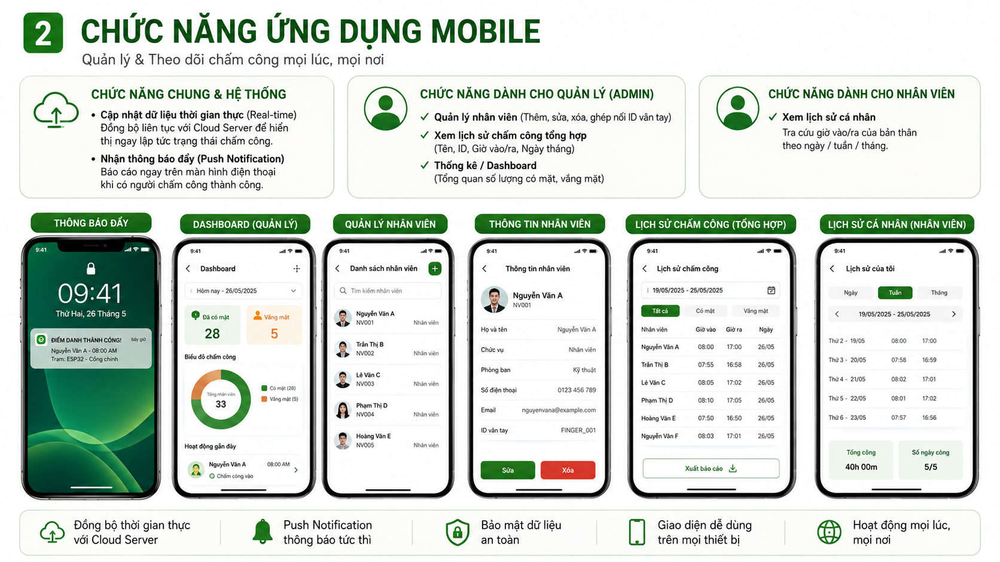 2
CHỨC NĂNG ỨNG DỤNG MOBILE
Quản lý & Theo dõi chấm công mọi lúc, mọi nơi
CHỨC NĂNG CHUNG & HỆ THỐNG
• Cập nhật dữ liệu thời gian thực (Real-time)
Đồng bộ liên tục với Cloud Server để hiển
thị ngay lập tức trạng thái chấm công.
• Nhận thông báo đẩy (Push Notification)
Báo cáo ngay trên màn hình điện thoại
khi có người chấm công thành công.
CHỨC NĂNG DÀNH CHO QUẢN LÝ (ADMIN)
✓ Quản lý nhân viên (Thêm, sửa, xóa, ghép nối ID vân tay)
✓ Xem lịch sử chấm công tổng hợp
(Tên, ID, Giờ vào/ra, Ngày tháng)
✓ Thống kê / Dashboard
(Tổng quan số lượng có mặt, vắng mặt)
CHỨC NĂNG DÀNH CHO NHÂN VIÊN
✓ Xem lịch sử cá nhân
Tra cứu giờ vào/ra của bản thân
theo ngày / tuần / tháng.
THÔNG BÁO ĐẨY
9:41
09:41
Thứ Hai, 26 Tháng 5
ĐIỂM DANH THÀNH CÔNG! bây giờ
Nguyễn Văn A - 08:00 AM
Trạm: ESP32 - Cổng chính
DASHBOARD (QUẢN LÝ)
9:41
Dashboard
Hôm nay - 26/05/2025
Đã có mặt
28
Vắng mặt
5
Biểu đồ chấm công
Tổng nhân viên
33
Có mặt (28)
Vắng mặt (5)
Hoạt động gần đây
Nguyễn Văn A 08:00 AM
Chấm công vào
QUẢN LÝ NHÂN VIÊN
9:41
Danh sách nhân viên +
Tìm kiếm nhân viên
Nguyễn Văn A
NV001 Nhân viên
Trần Thị B
NV002 Nhân viên
Lê Văn C
NV003 Nhân viên
Phạm Thị D
NV004 Nhân viên
Hoàng Văn E
NV005 Nhân viên
THÔNG TIN NHÂN VIÊN
9:41
Thông tin nhân viên
Nguyễn Văn A
NV001
Họ và tên Nguyễn Văn A
Chức vụ Nhân viên
Phòng ban Kỹ thuật
Số điện thoại 0123 456 789
Email nguyenvana@example.com
ID vân tay FINGER_001
Sửa Xóa
LỊCH SỬ CHẤM CÔNG (TỔNG HỢP)
9:41
Lịch sử chấm công
19/05/2025 - 25/05/2025
Tất cả Có mặt Vắng mặt
Nhân viên Giờ vào Giờ ra Ngày
Nguyễn Văn A 08:00 17:00 26/05
Trần Thị B 07:55 16:58 26/05
Lê Văn C 08:05 17:02 26/05
Phạm Thị D 08:10 17:05 26/05
Hoàng Văn E 07:50 16:50 26/05
Nguyễn Văn F 08:03 17:01 26/05
Xuất báo cáo
LỊCH SỬ CÁ NHÂN (NHÂN VIÊN)
9:41
Lịch sử của tôi
Ngày Tuần Tháng
19/05/2025 - 25/05/2025
Thứ 2 - 19/05 08:00 17:00
Thứ 3 - 20/05 07:58 16:59
Thứ 4 - 21/05 08:02 17:01
Thứ 5 - 22/05 08:01 17:02
Thứ 6 - 23/05 07:57 16:56
Tổng công
40h 00m
Số ngày công
5/5
Đồng bộ thời gian thực
với Cloud Server
Push Notification
thông báo tức thì
Bảo mật dữ liệu
an toàn
Giao diện dễ dùng
trên mọi thiết bị
Hoạt động mọi lúc,
mọi nơi